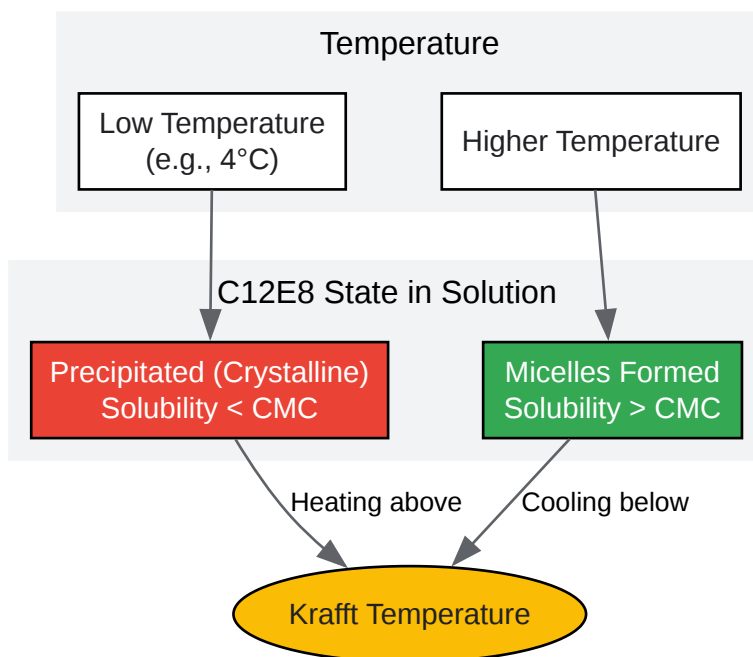 Temperature
Low Temperature
(e.g., 4°C)
Higher Temperature
C12E8 State in Solution
Precipitated (Crystalline)
Solubility < CMC
Micelles Formed
Solubility > CMC
Heating above
Cooling below
Krafft Temperature